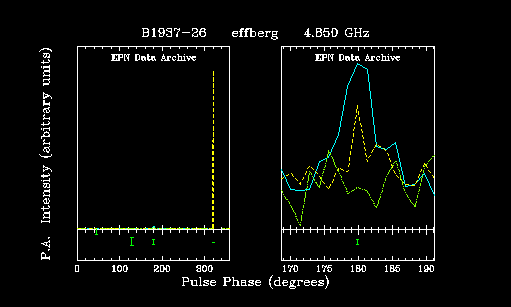 B1937-26 effberg 4.850 GHz
EPN Data Archive EPN Data Archive
P.A. Intensity (arbitrary units)
0 100 200 300 170 175 180 185 190
Pulse Phase (degrees)